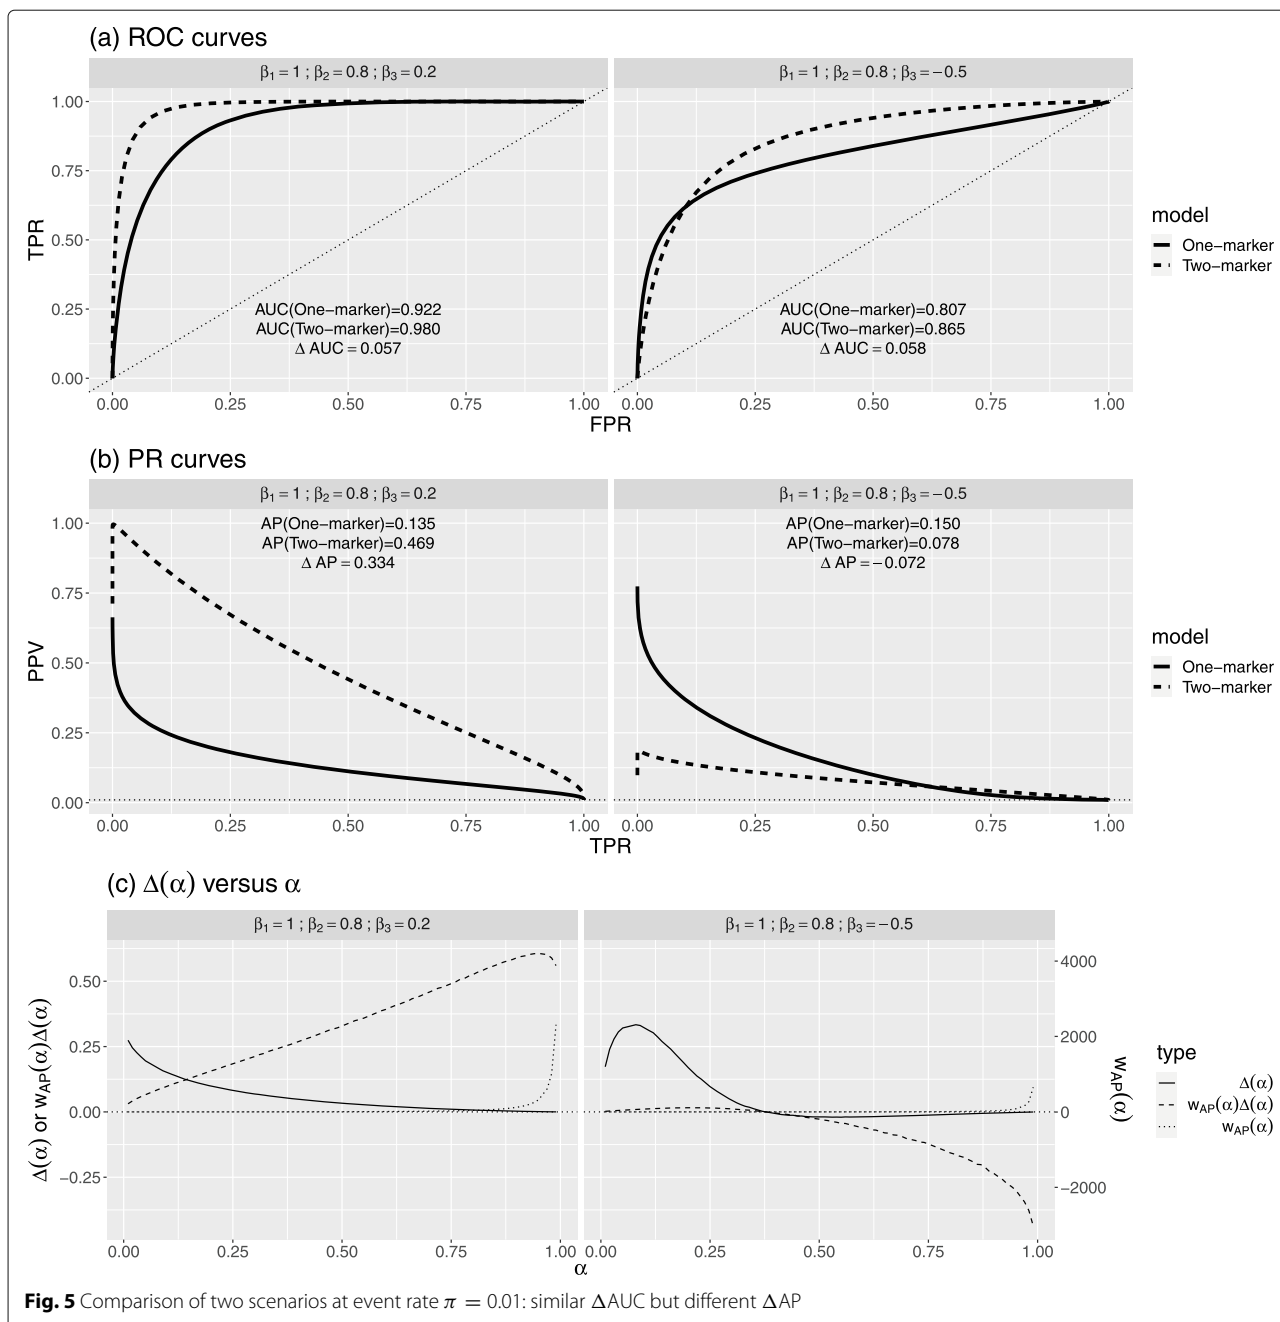 (a) ROC curves
β1 = 1 ; β2 = 0.8 ; β3 = 0.2
β1 = 1 ; β2 = 0.8 ; β3 = −0.5
1.00
0.75
0.50
0.25
0.00
TPR
AUC(One−marker)=0.922
AUC(Two−marker)=0.980
Δ AUC = 0.057
AUC(One−marker)=0.807
AUC(Two−marker)=0.865
Δ AUC = 0.058
0.00 0.25 0.50 0.75 1.00 0.00 0.25 0.50 0.75 1.00
FPR
model
One−marker
Two−marker
(b) PR curves
β1 = 1 ; β2 = 0.8 ; β3 = 0.2
β1 = 1 ; β2 = 0.8 ; β3 = −0.5
1.00
0.75
0.50
0.25
0.00
PPV
AP(One−marker)=0.135
AP(Two−marker)=0.469
Δ AP = 0.334
AP(One−marker)=0.150
AP(Two−marker)=0.078
Δ AP = −0.072
0.00 0.25 0.50 0.75 1.00 0.00 0.25 0.50 0.75 1.00
TPR
model
One−marker
Two−marker
(c) Δ(α) versus α
β1 = 1 ; β2 = 0.8 ; β3 = 0.2
β1 = 1 ; β2 = 0.8 ; β3 = −0.5
0.50
0.25
0.00
−0.25
Δ(α) or wAP(α)Δ(α)
4000
2000
0
−2000
wAP(α)
0.00 0.25 0.50 0.75 1.00 0.00 0.25 0.50 0.75 1.00
α
type
Δ(α)
wAP(α)Δ(α)
wAP(α)
Fig. 5 Comparison of two scenarios at event rate π = 0.01: similar ΔAUC but different ΔAP